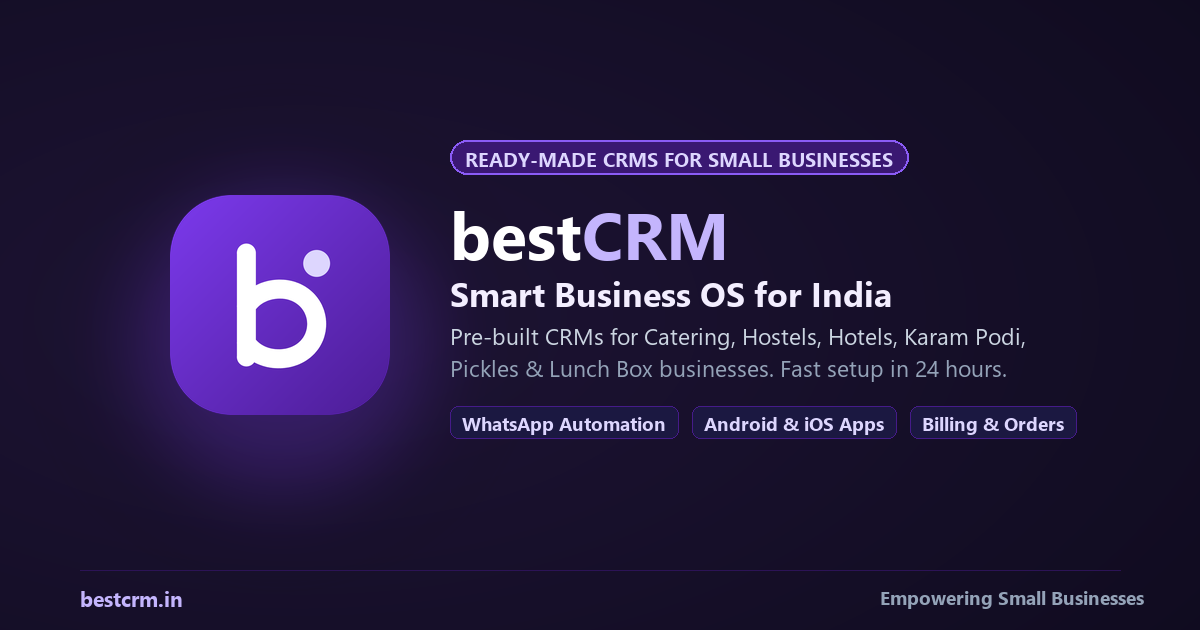 READY-MADE CRMS FOR SMALL BUSINESSES
b
bestCRM
Smart Business OS for India
Pre-built CRMs for Catering, Hostels, Hotels, Karam Podi,
Pickles & Lunch Box businesses. Fast setup in 24 hours.
WhatsApp Automation
Android & iOS Apps
Billing & Orders
bestcrm.in
Empowering Small Businesses